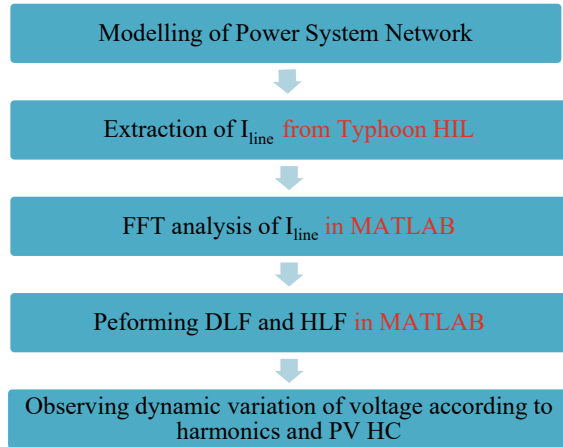 Modelling of Power System Network
Extraction of Iline from Typhoon HIL
FFT analysis of Iline in MATLAB
Peforming DLF and HLF in MATLAB
Observing dynamic variation of voltage according to
harmonics and PV HC